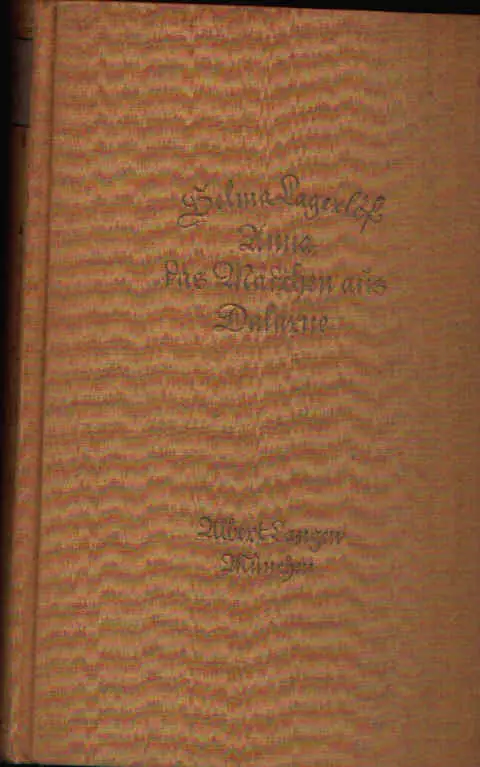 Selma Lagerlöf
Anna
das Mädchen aus
Dalarne
Albert Langen
München